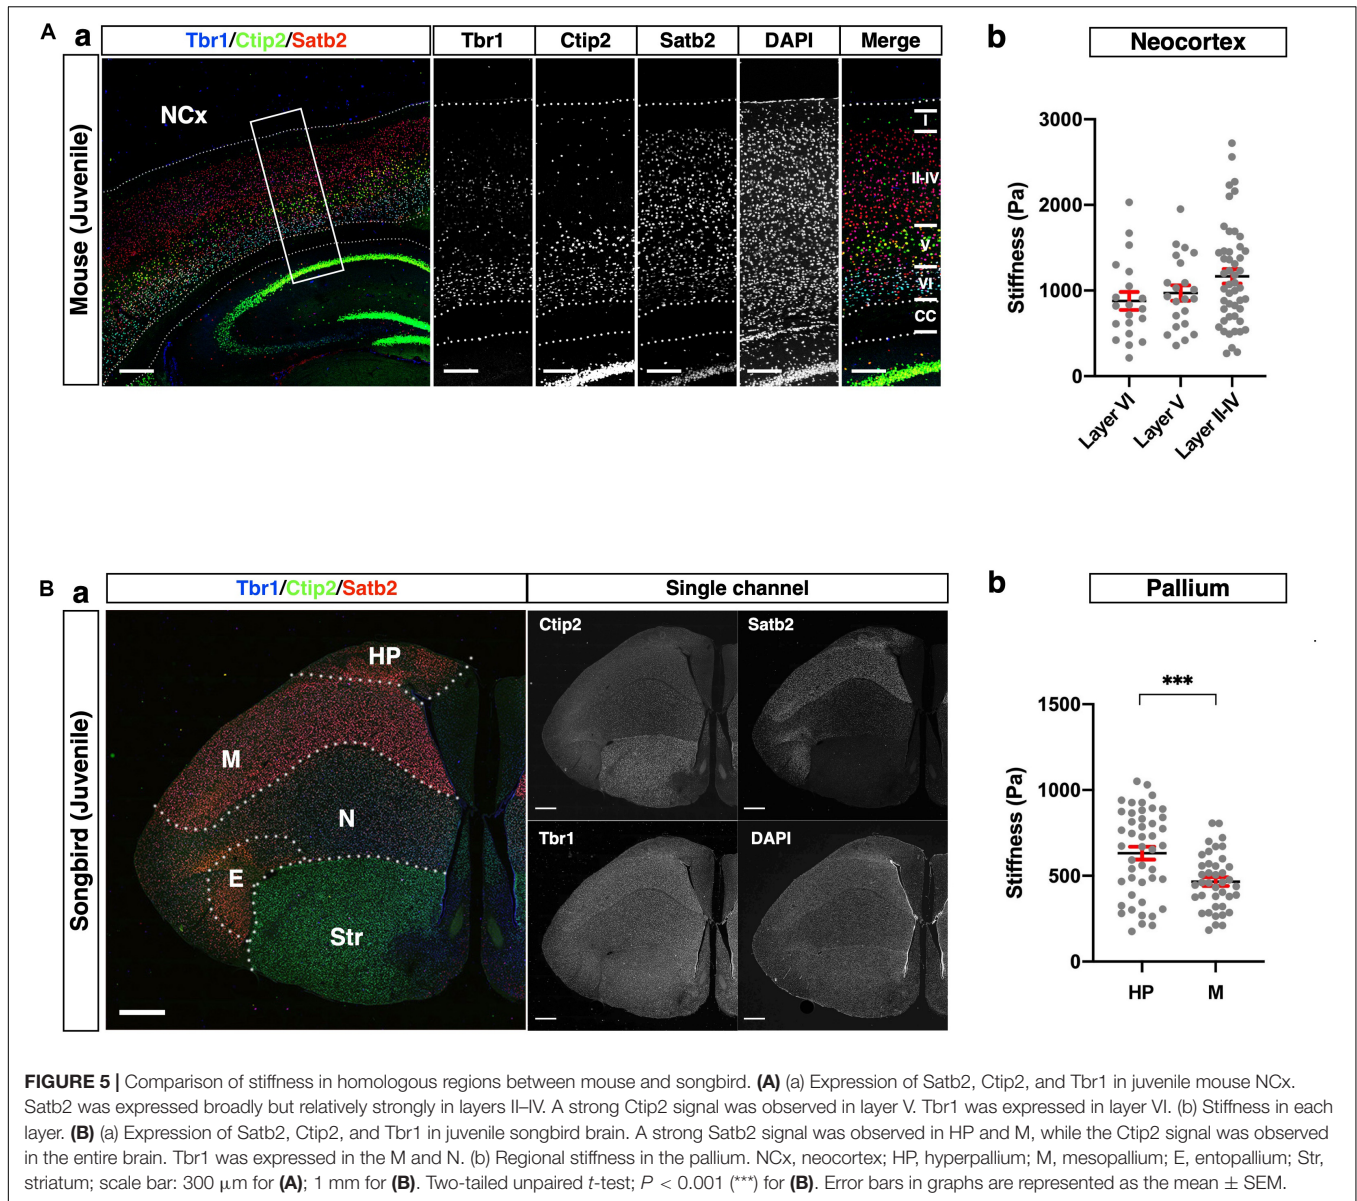 A a Tbr1/Ctip2/Satb2 Tbr1 Ctip2 Satb2 DAPI Merge
Mouse (Juvenile)
NCx
I
II-IV
V
VI
CC
b Neocortex
Stiffness (Pa)
3000
2000
1000
0
Layer VI
Layer V
Layer II-IV
B a Tbr1/Ctip2/Satb2 Single channel
Songbird (Juvenile)
HP
M
N
E
Str
Ctip2 Satb2
Tbr1 DAPI
b Pallium
***
Stiffness (Pa)
1500
1000
500
0
HP M
FIGURE 5 | Comparison of stiffness in homologous regions between mouse and songbird. (A) (a) Expression of Satb2, Ctip2, and Tbr1 in juvenile mouse NCx.
Satb2 was expressed broadly but relatively strongly in layers II–IV. A strong Ctip2 signal was observed in layer V. Tbr1 was expressed in layer VI. (b) Stiffness in each
layer. (B) (a) Expression of Satb2, Ctip2, and Tbr1 in juvenile songbird brain. A strong Satb2 signal was observed in HP and M, while the Ctip2 signal was observed
in the entire brain. Tbr1 was expressed in the M and N. (b) Regional stiffness in the pallium. NCx, neocortex; HP, hyperpallium; M, mesopallium; E, entopallium; Str,
striatum; scale bar: 300 μm for (A); 1 mm for (B). Two-tailed unpaired t-test; P < 0.001 (***) for (B). Error bars in graphs are represented as the mean ± SEM.